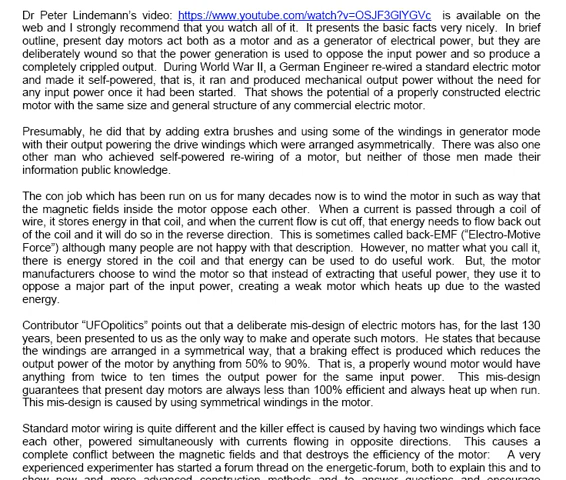 Dr Peter Lindemann's video: https://www.youtube.com/watch?v=OSJF3GlYGVc is available on the
web and I strongly recommend that you watch all of it. It presents the basic facts very nicely. In brief
outline, present day motors act both as a motor and as a generator of electrical power, but they are
deliberately wound so that the power generation is used to oppose the input power and so produce a
completely crippled output. During World War II, a German Engineer re-wired a standard electric motor
and made it self-powered, that is, it ran and produced mechanical output power without the need for
any input power once it had been started. That shows the potential of a properly constructed electric
motor with the same size and general structure of any commercial electric motor.
Presumably, he did that by adding extra brushes and using some of the windings in generator mode
with their output powering the drive windings which were arranged asymmetrically. There was also one
other man who achieved self-powered re-wiring of a motor, but neither of those men made their
information public knowledge.
The con job which has been run on us for many decades now is to wind the motor in such as way that
the magnetic fields inside the motor oppose each other. When a current is passed through a coil of
wire, it stores energy in that coil, and when the current flow is cut off, that energy needs to flow back out
of the coil and it will do so in the reverse direction. This is sometimes called back-EMF ("Electro-Motive
Force") although many people are not happy with that description. However, no matter what you call it,
there is energy stored in the coil and that energy can be used to do useful work. But, the motor
manufacturers choose to wind the motor so that instead of extracting that useful power, they use it to
oppose a major part of the input power, creating a weak motor which heats up due to the wasted
energy.
Contributor "UFOpolitics" points out that a deliberate mis-design of electric motors has, for the last 130
years, been presented to us as the only way to make and operate such motors. He states that because
the windings are arranged in a symmetrical way, that a braking effect is produced which reduces the
output power of the motor by anything from 50% to 90%. That is, a properly wound motor would have
anything from twice to ten times the output power for the same input power. This mis-design
guarantees that present day motors are always less than 100% efficient and always heat up when run.
This mis-design is caused by using symmetrical windings in the motor.
Standard motor wiring is quite different and the killer effect is caused by having two windings which face
each other, powered simultaneously with currents flowing in opposite directions. This causes a
complete conflict between the magnetic fields and that destroys the efficiency of the motor: A very
experienced experimenter has started a forum thread on the energetic-forum, both to explain this and to
show new and more advanced construction methods and to answer questions and encourage